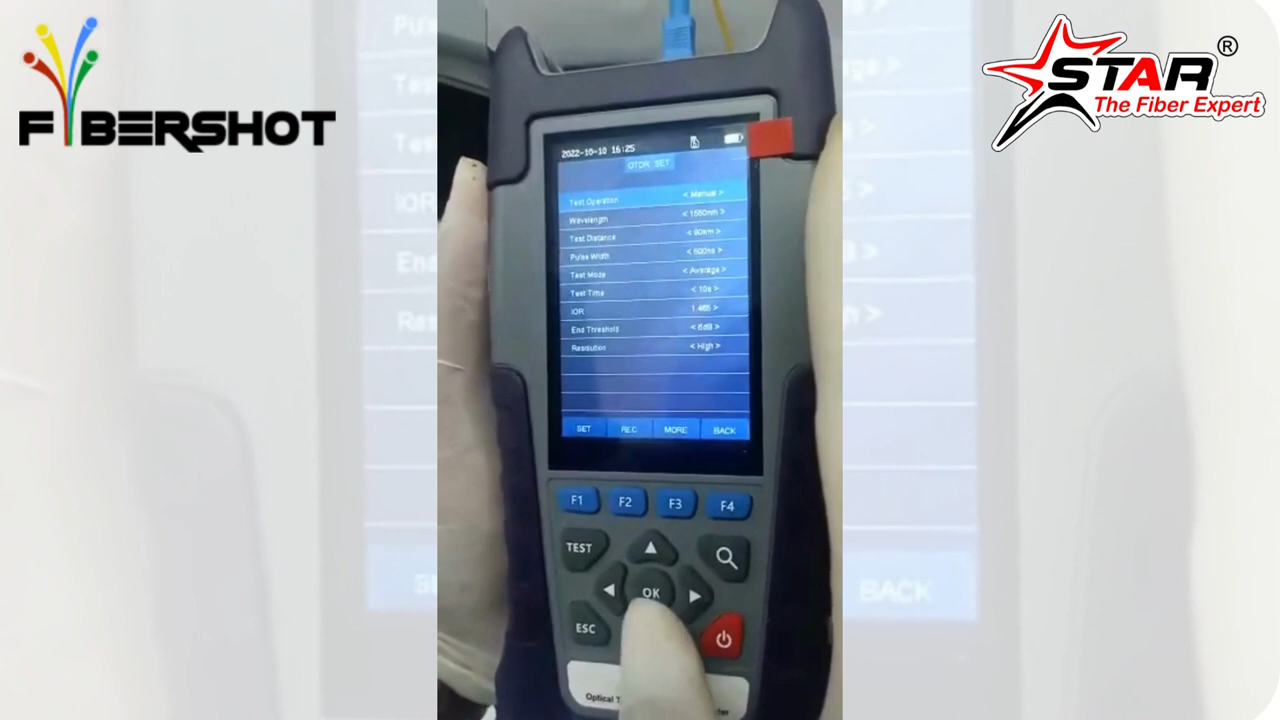 FIBERSHOT
STAR®
The Fiber Expert
2022-10-10 16:25
OTDR SET
Test Operation < Manual >
Wavelength < 1550nm >
Test Distance < 80km >
Pulse Width < 500ns >
Test Mode < Average >
Test Time < 10s >
IOR 1.465 >
End Threshold < 6dB >
Resolution < High >
SET REC MORE BACK
F1 F2 F3 F4
TEST
OK
ESC
Optical
BACK